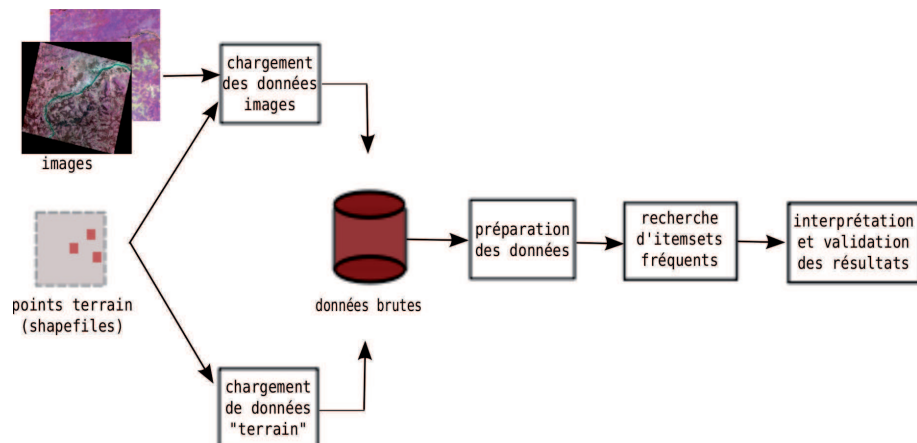 chargement
des données
images
images
points terrain
(shapefiles)
données brutes
préparation
des données
recherche
d'itemsets
fréquents
interprétation
et validation
des résultats
chargement
de données
"terrain"